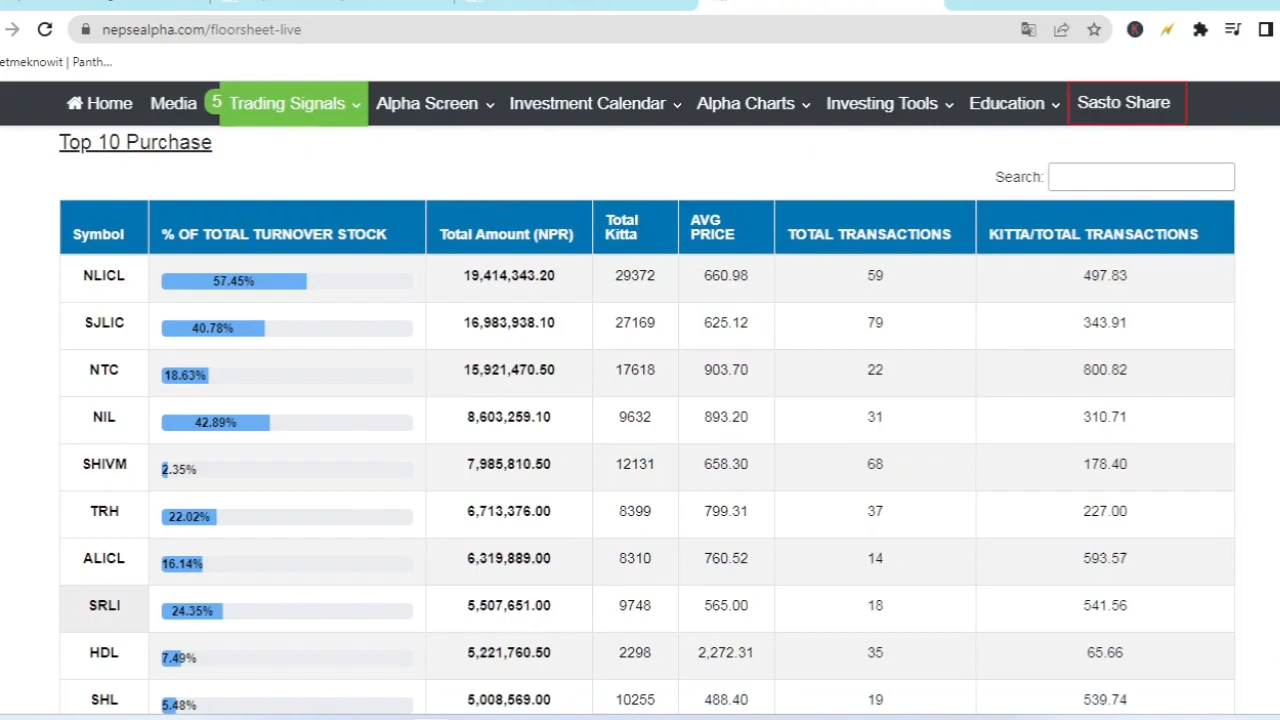 nepsealpha.com/floorsheet-live
etmeknowit | Panth...
Home Media 5 Trading Signals Alpha Screen Investment Calendar Alpha Charts Investing Tools Education Sasto Share
Top 10 Purchase
Search:
Symbol % OF TOTAL TURNOVER STOCK Total Amount (NPR) Total Kitta AVG PRICE TOTAL TRANSACTIONS KITTA/TOTAL TRANSACTIONS
NLICL 57.45% 19,414,343.20 29372 660.98 59 497.83
SJLIC 40.78% 16,983,938.10 27169 625.12 79 343.91
NTC 18.63% 15,921,470.50 17618 903.70 22 800.82
NIL 42.89% 8,603,259.10 9632 893.20 31 310.71
SHIVM 2.35% 7,985,810.50 12131 658.30 68 178.40
TRH 22.02% 6,713,376.00 8399 799.31 37 227.00
ALICL 16.14% 6,319,889.00 8310 760.52 14 593.57
SRLI 24.35% 5,507,651.00 9748 565.00 18 541.56
HDL 7.49% 5,221,760.50 2298 2,272.31 35 65.66
SHL 5.48% 5,008,569.00 10255 488.40 19 539.74